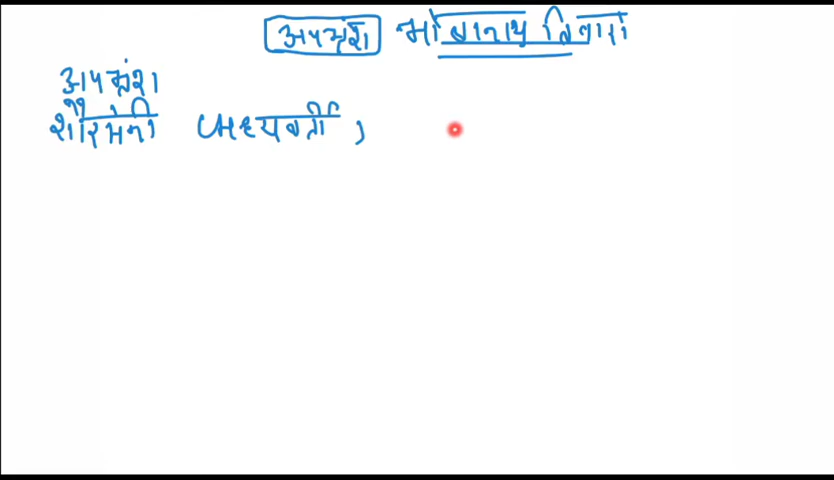 अपभ्रंश भोलानाथ तिवारी
अपभ्रंश
शौरसेनी मध्यवर्ती ,